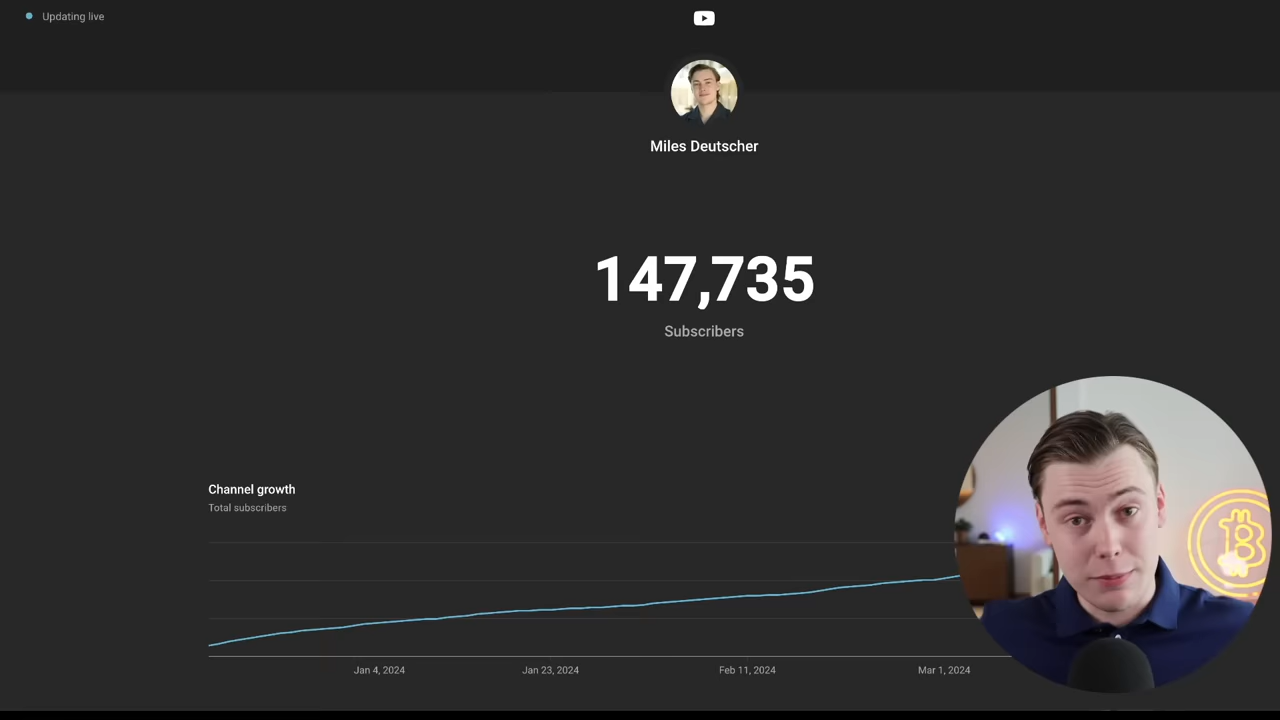 Updating live
Miles Deutscher
147,735
Subscribers
Channel growth
Total subscribers
Jan 4, 2024
Jan 23, 2024
Feb 11, 2024
Mar 1, 2024